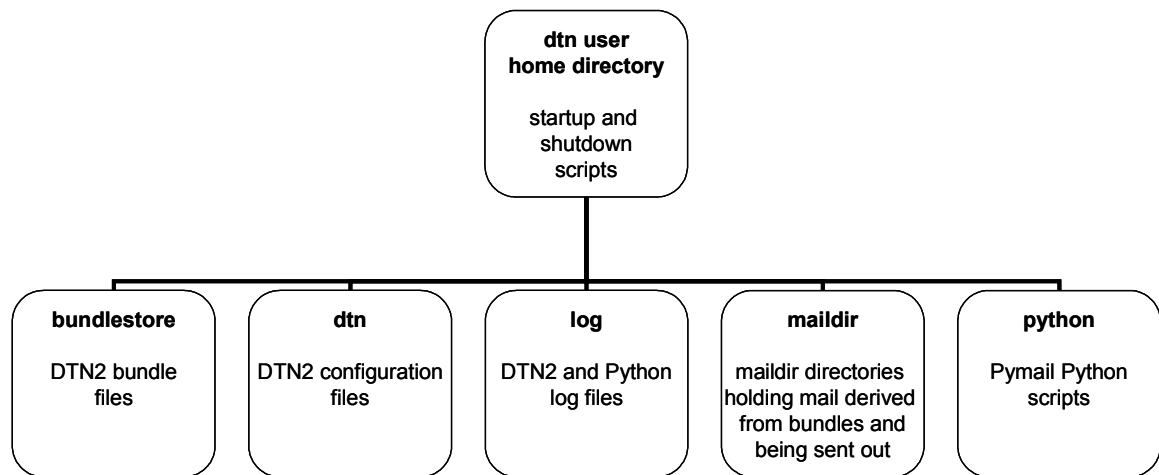 dtn user
home directory
startup and
shutdown
scripts
bundlestore
DTN2 bundle
files
dtn
DTN2 configuration
files
log
DTN2 and Python
log files
maildir
maildir directories
holding mail derived
from bundles and
being sent out
python
Pymail Python
scripts